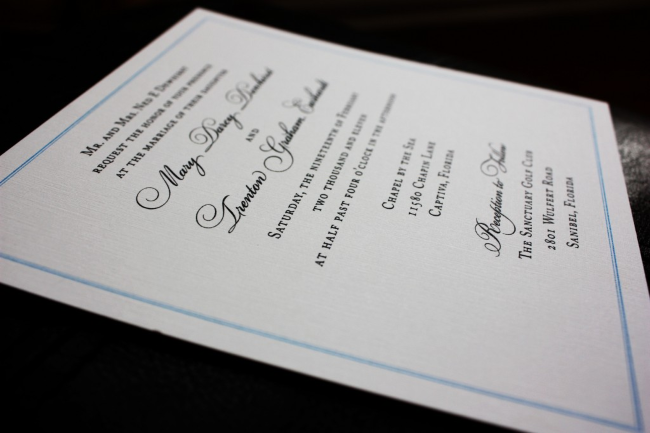 Mr. and Mrs. Ned R Dewhirst
request the honor of your presence
at the marriage of their daughter
Mary Darry Dewhirst
and
Trenton Graham
Saturday, the nineteenth of February
two thousand and eleven
at half past four o'clock in the afternoon
Chapel by the Sea
11580 Chapin Lane
Captiva, Florida
Reception to Follow
The Sanctuary Golf Club
2801 Wulfert Road
Sanibel, Florida